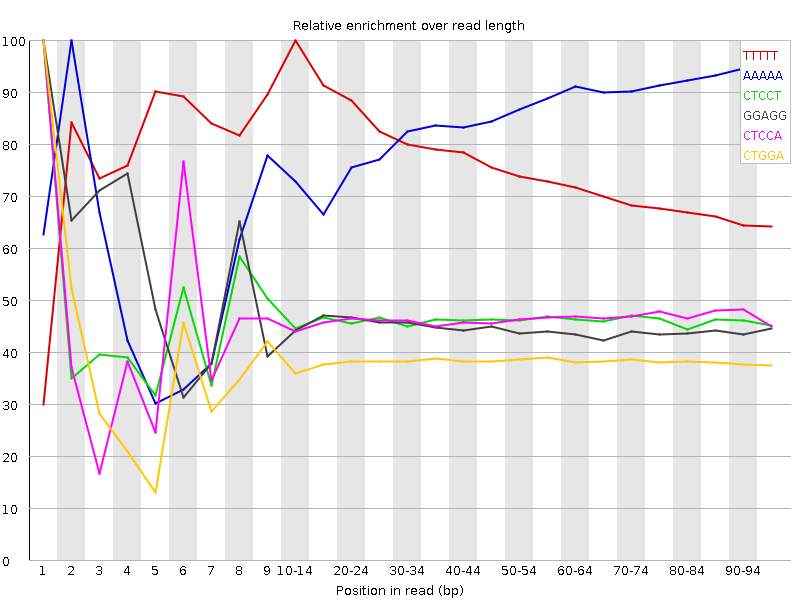 Relative enrichment over read length
100
90
80
70
60
50
40
30
20
10
0
TTTTT
AAAAA
CTCCT
GGAGG
CTCCA
CTGGA
1 2 3 4 5 6 7 8 9 10-14 20-24 30-34 40-44 50-54 60-64 70-74 80-84 90-94
Position in read (bp)